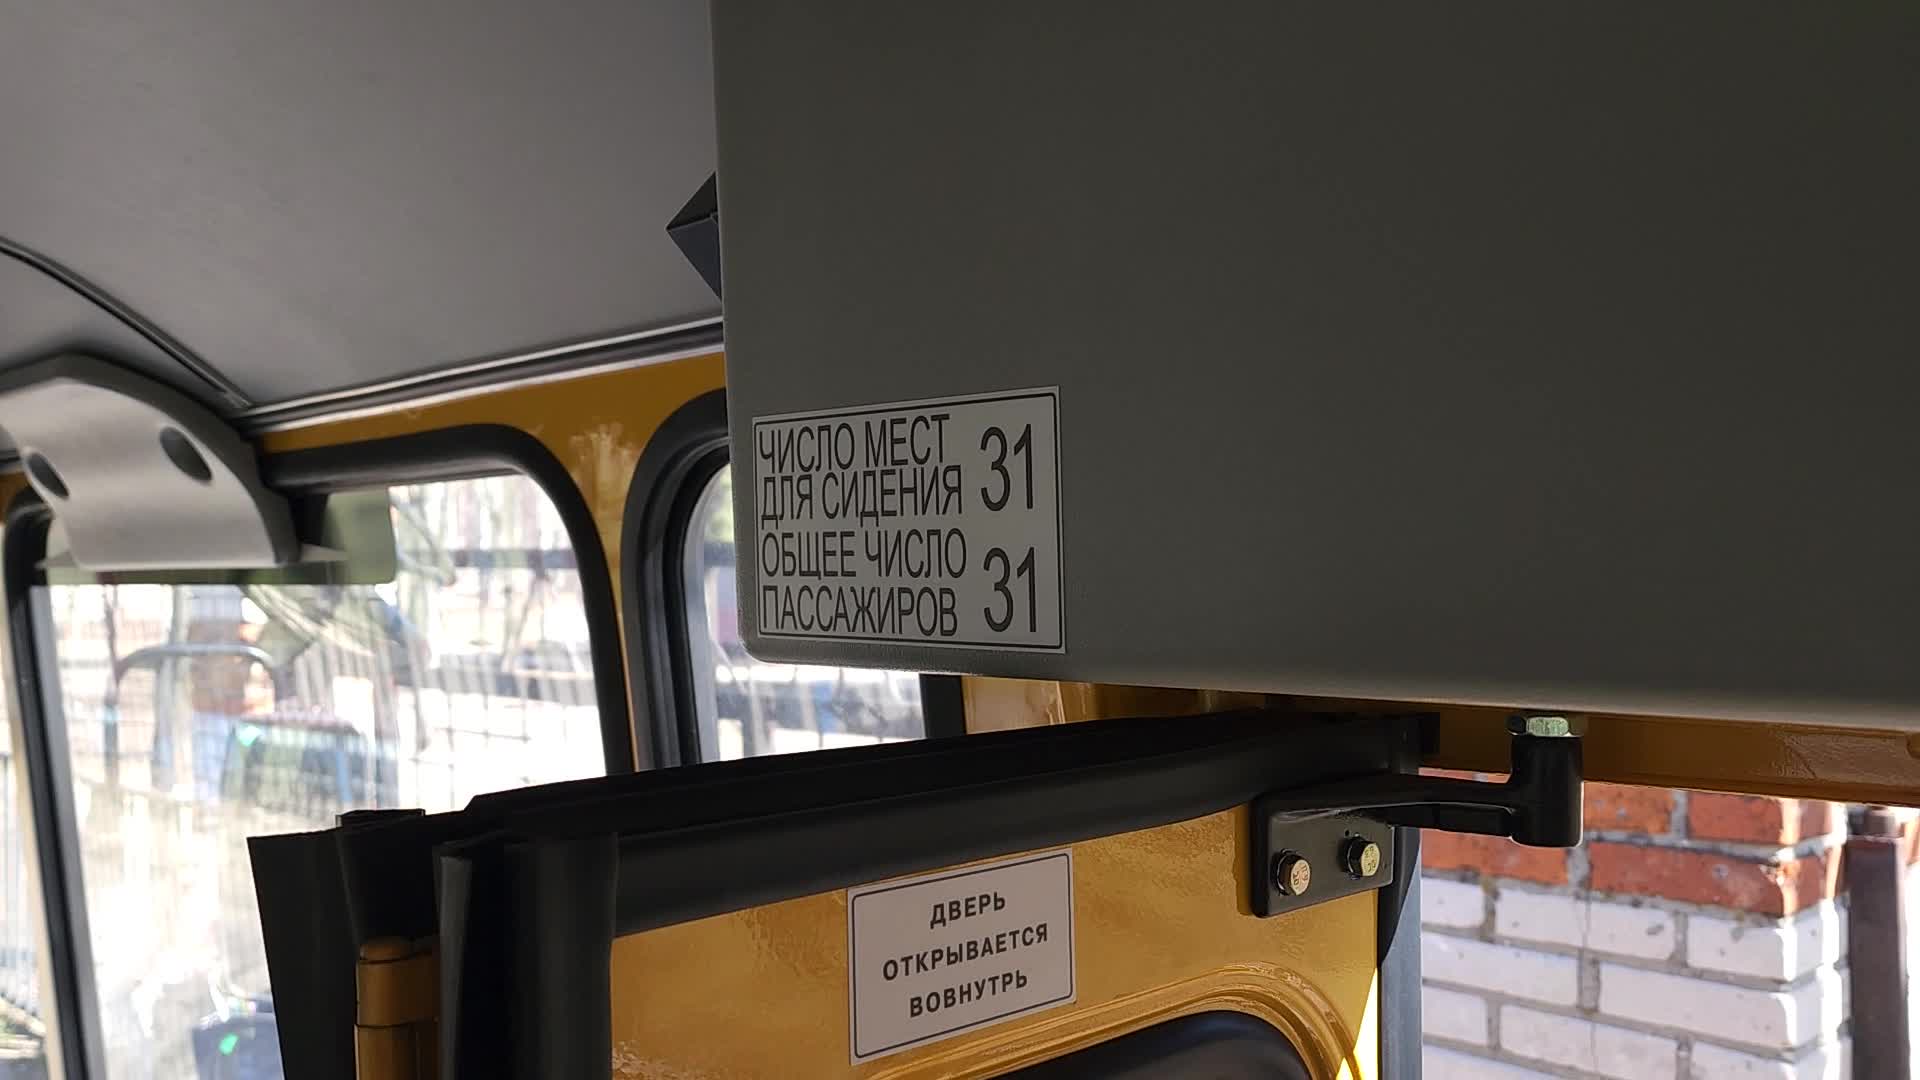 ЧИСЛО МЕСТ
ДЛЯ СИДЕНИЯ 31
ОБЩЕЕ ЧИСЛО
ПАССАЖИРОВ 31
ДВЕРЬ
ОТКРЫВАЕТСЯ
ВОВНУТРЬ